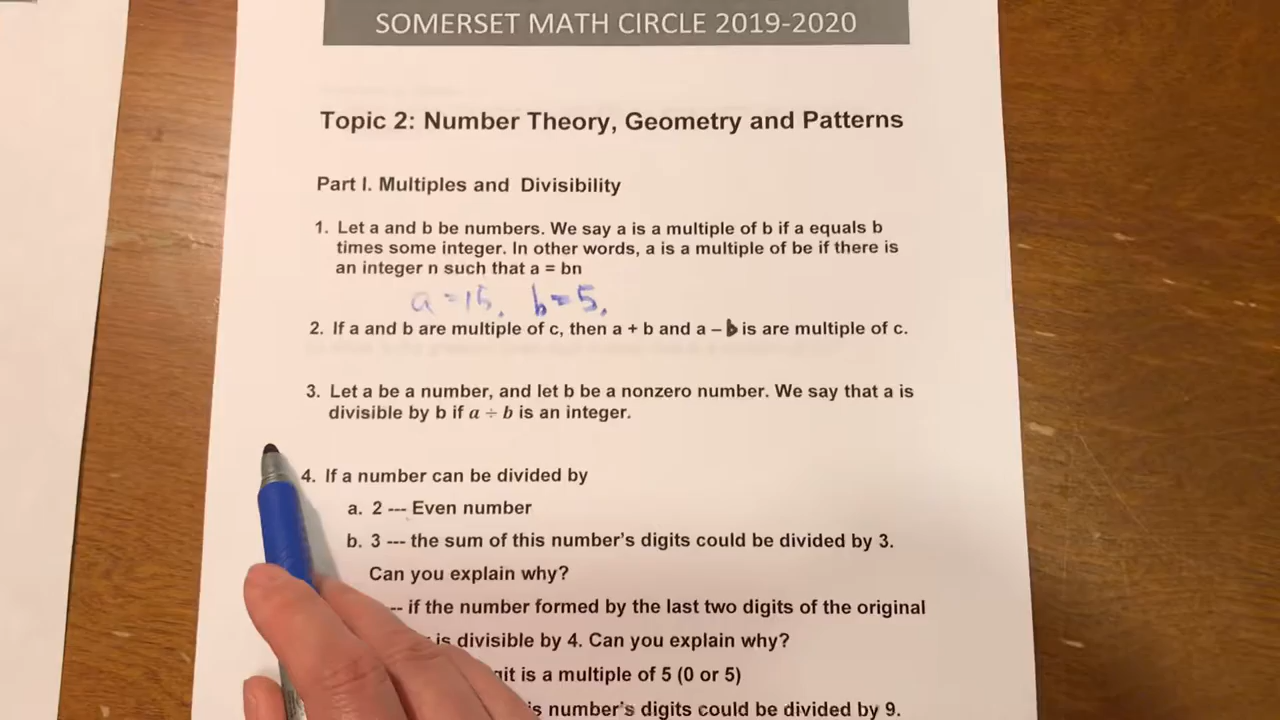 SOMERSET MATH CIRCLE 2019-2020
Topic 2: Number Theory, Geometry and Patterns
Part I. Multiples and Divisibility
1. Let a and b be numbers. We say a is a multiple of b if a equals b
times some integer. In other words, a is a multiple of be if there is
an integer n such that a = bn
a = 15, b = 5,
2. If a and b are multiple of c, then a + b and a – b is are multiple of c.
3. Let a be a number, and let b be a nonzero number. We say that a is
divisible by b if a ÷ b is an integer.
4. If a number can be divided by
a. 2 --- Even number
b. 3 --- the sum of this number's digits could be divided by 3.
Can you explain why?
-- if the number formed by the last two digits of the original
is divisible by 4. Can you explain why?
is a multiple of 5 (0 or 5)
number's digits could be divided by 9.